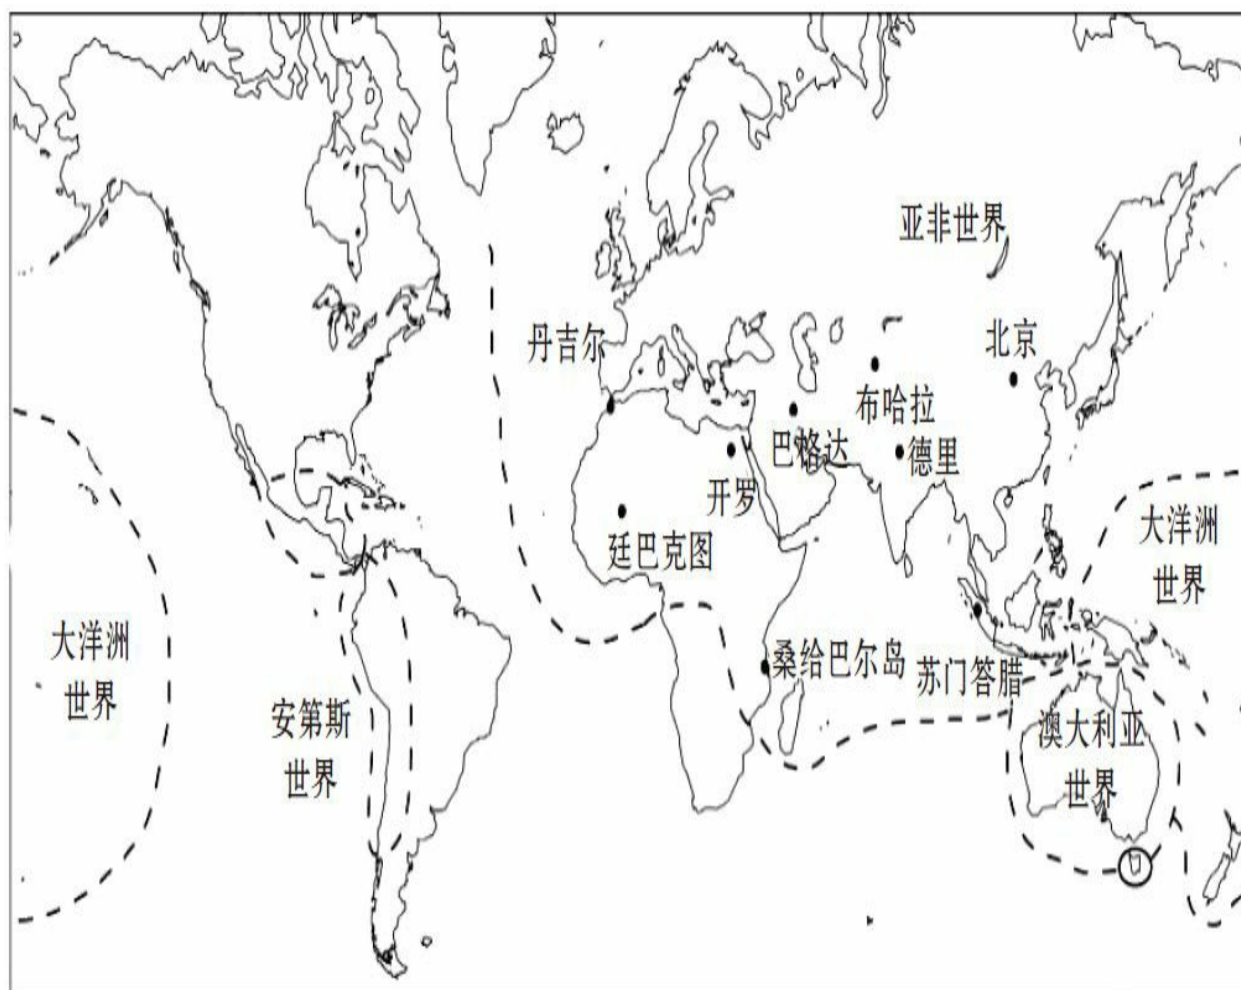 亚非世界
丹吉尔
北京
布哈拉
巴格达
德里
开罗
廷巴克图
大洋洲
世界
大洋洲
世界
桑给巴尔岛
苏门答腊
安第斯
世界
澳大利亚
世界